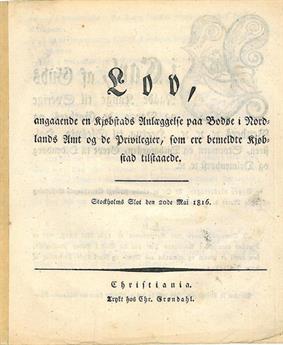 Lov,
angaaende en Kjøbstads Anlæggelse paa Bodøe i Nord-
lands Amt og de Privilegier, som ere bemeldte Kjøb-
stad tilstaaede.
Stockholms Slot den 20de Mai 1816.
Christiania.
Trykt hos Chr. Grøndahl.